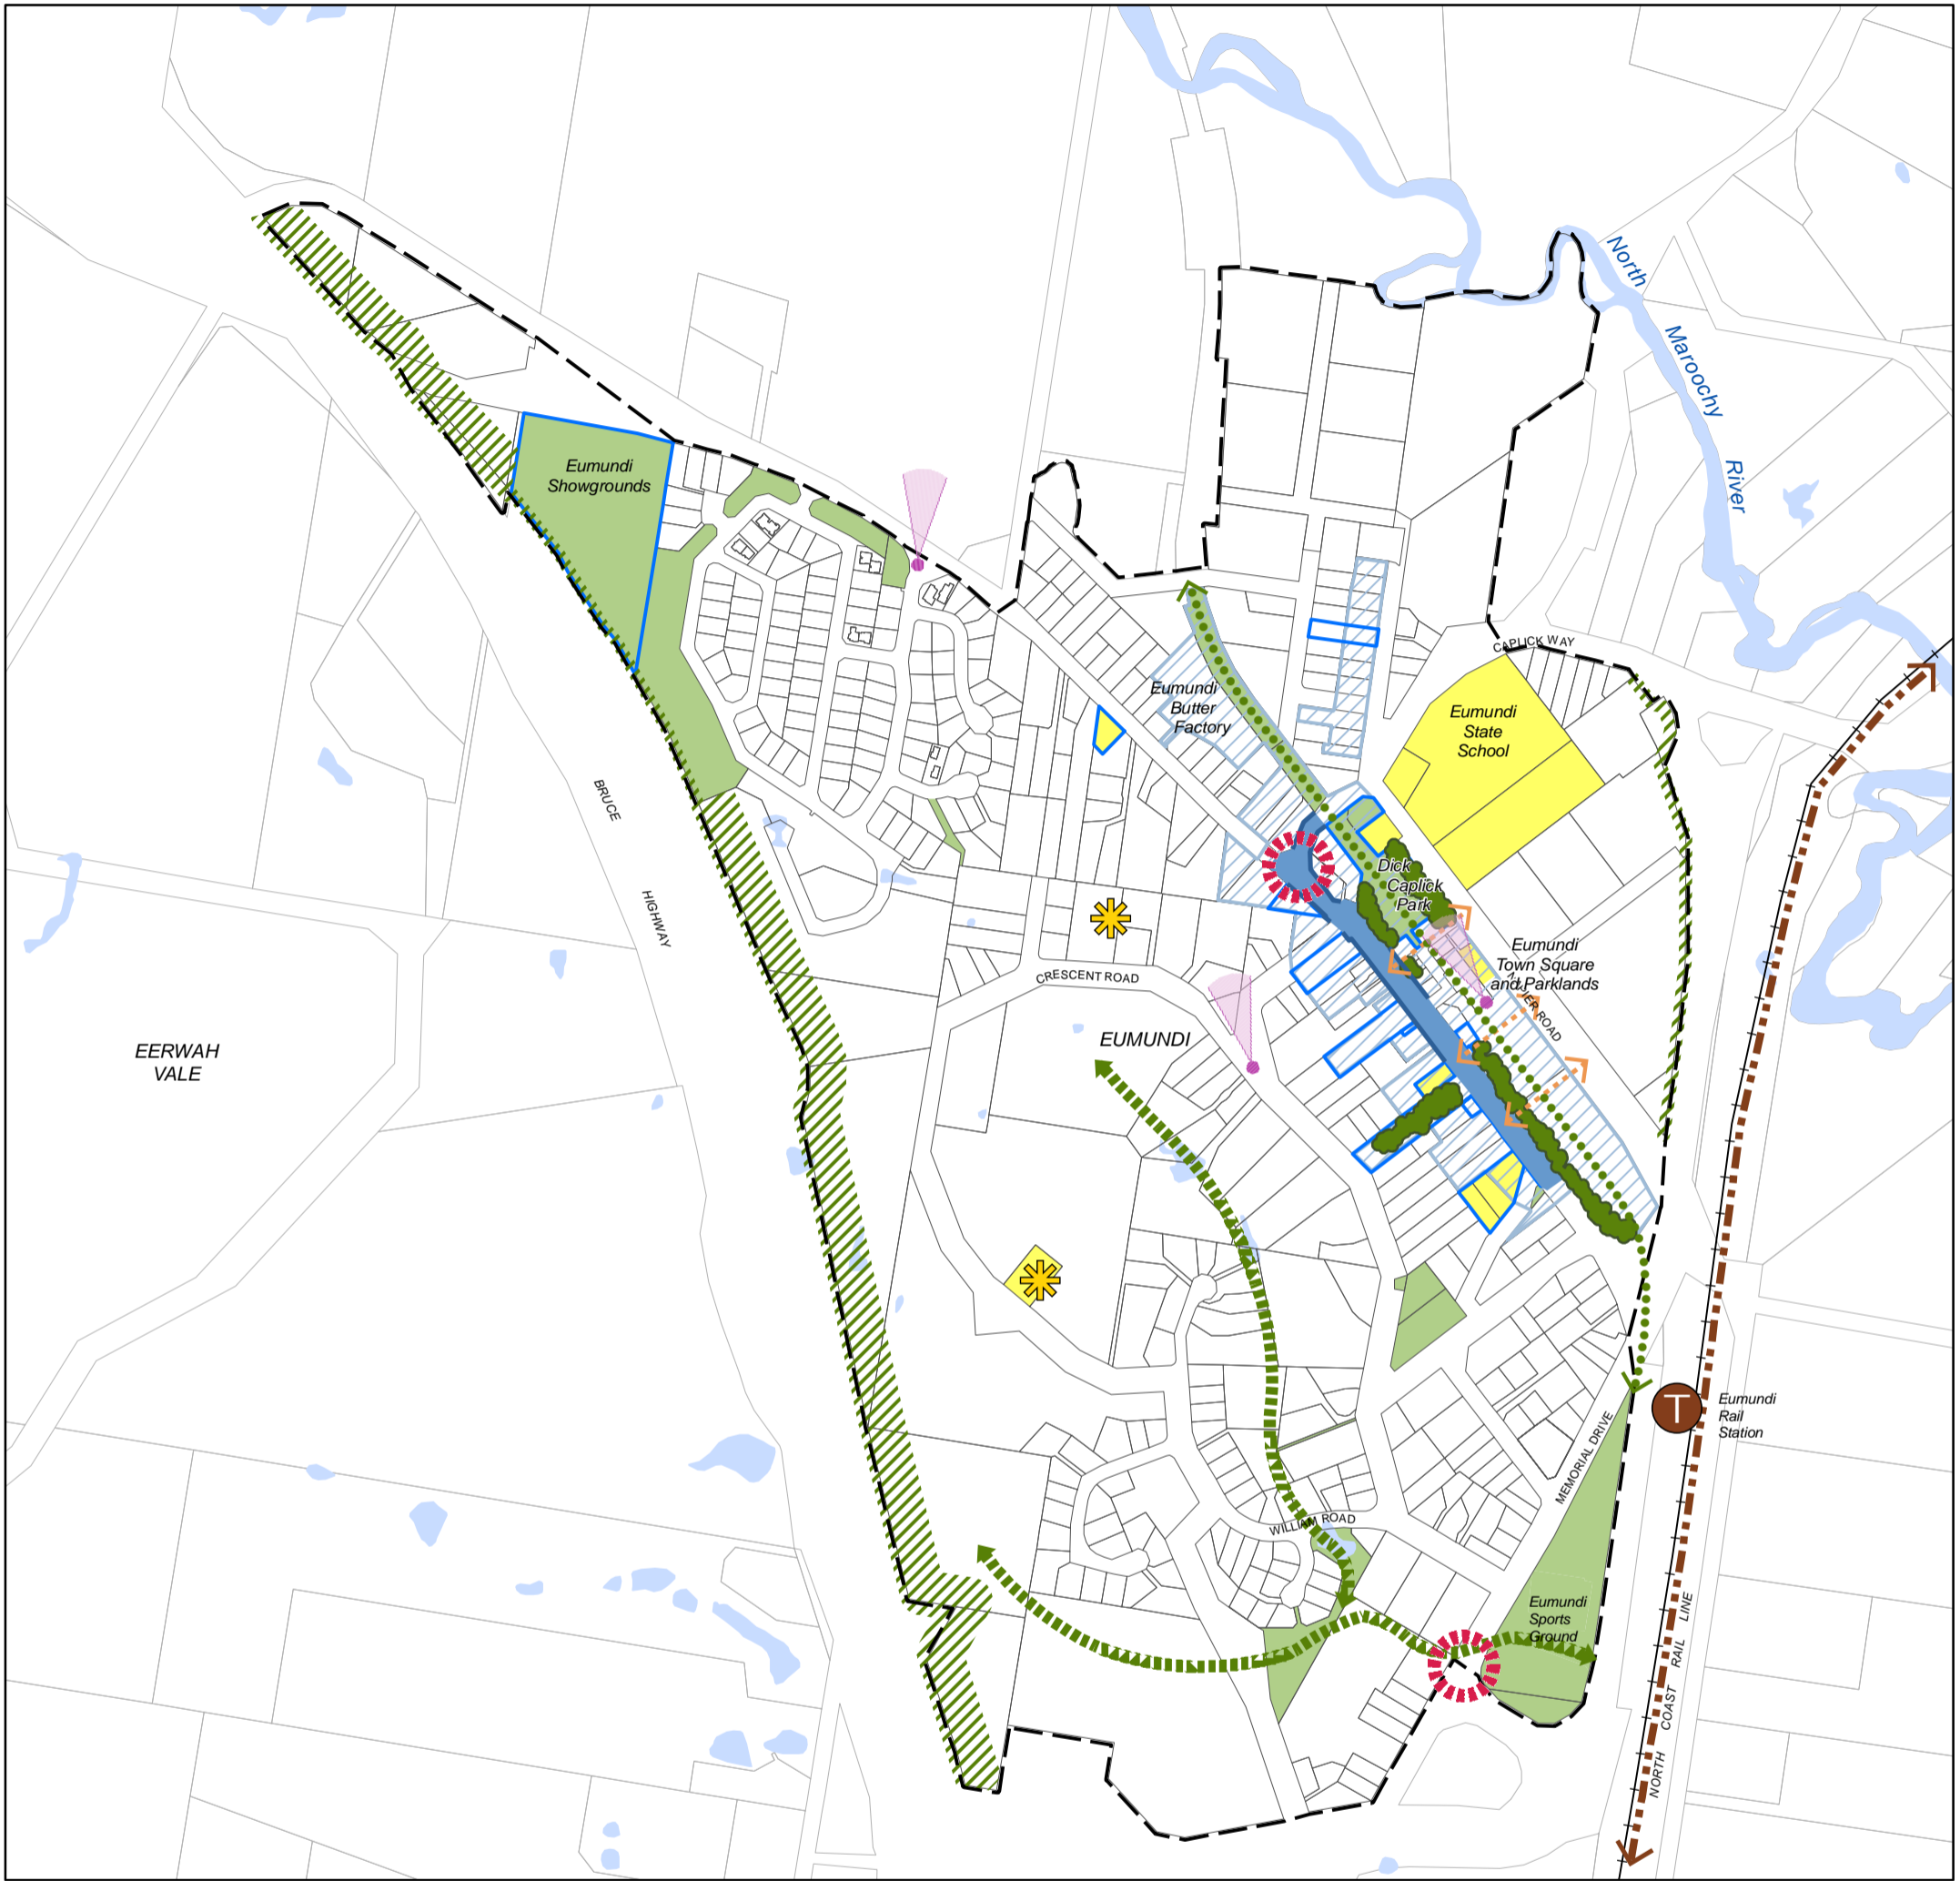 North
Maroochy
River
Eumundi
Showgrounds
CAPLICK WAY
Eumundi
Butter
Factory
Eumundi
State
School
BRUCE
HIGHWAY
Dick
Caplick
Park
Eumundi
Town Square
and Parklands
ROAD
CRESCENT ROAD
EUMUNDI
EERWAH
VALE
T
Eumundi
Rail
Station
MEMORIAL DRIVE
WILLIAM ROAD
Eumundi
Sports
Ground
NORTH COAST RAIL LINE